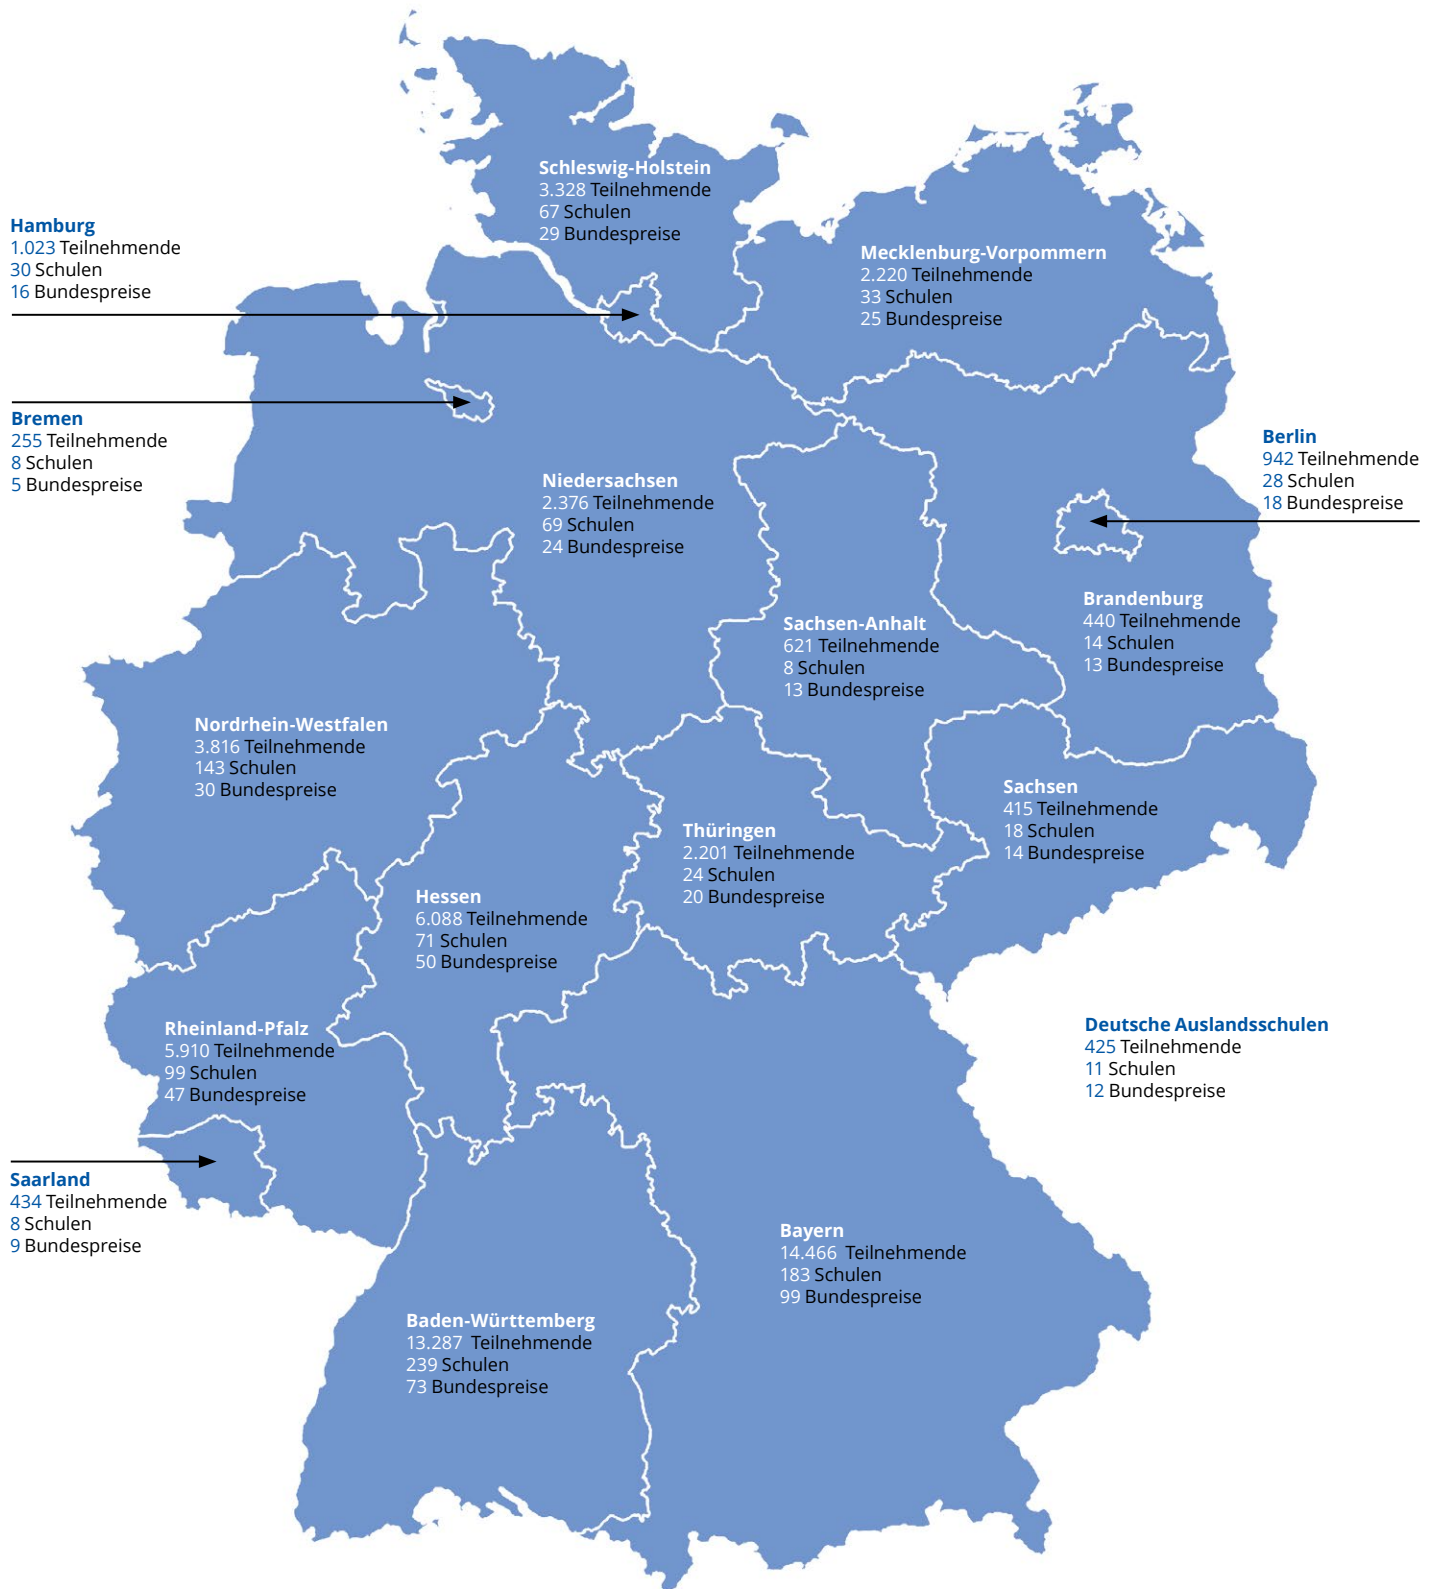 Schleswig-Holstein
3.328 Teilnehmende
67 Schulen
29 Bundespreise
Hamburg
1.023 Teilnehmende
30 Schulen
16 Bundespreise
Mecklenburg-Vorpommern
2.220 Teilnehmende
33 Schulen
25 Bundespreise
Bremen
255 Teilnehmende
8 Schulen
5 Bundespreise
Berlin
942 Teilnehmende
28 Schulen
18 Bundespreise
Niedersachsen
2.376 Teilnehmende
69 Schulen
24 Bundespreise
Brandenburg
440 Teilnehmende
14 Schulen
13 Bundespreise
Sachsen-Anhalt
621 Teilnehmende
8 Schulen
13 Bundespreise
Nordrhein-Westfalen
3.816 Teilnehmende
143 Schulen
30 Bundespreise
Sachsen
415 Teilnehmende
18 Schulen
14 Bundespreise
Thüringen
2.201 Teilnehmende
24 Schulen
20 Bundespreise
Hessen
6.088 Teilnehmende
71 Schulen
50 Bundespreise
Rheinland-Pfalz
5.910 Teilnehmende
99 Schulen
47 Bundespreise
Deutsche Auslandsschulen
425 Teilnehmende
11 Schulen
12 Bundespreise
Saarland
434 Teilnehmende
8 Schulen
9 Bundespreise
Bayern
14.466 Teilnehmende
183 Schulen
99 Bundespreise
Baden-Württemberg
13.287 Teilnehmende
239 Schulen
73 Bundespreise